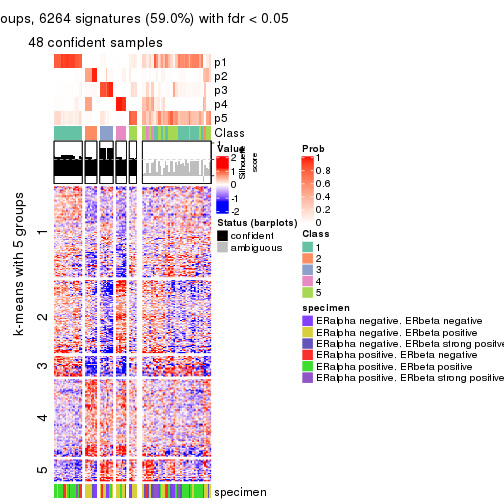 oups, 6264 signatures (59.0%) with fdr < 0.05
48 confident samples
p1
p2
p3
p4
p5
Class
1
Silhouette
score
k-means with 5 groups
1
2
3
4
5
specimen
Value
2
1
0
-1
-2
Status (barplots)
confident
ambiguous
Prob
1
0.8
0.6
0.4
0.2
0
Class
1
2
3
4
5
specimen
ERalpha negative. ERbeta negative
ERalpha negative. ERbeta positive
ERalpha negative. ERbeta strong positive
ERalpha positive. ERbeta negative
ERalpha positive. ERbeta positive
ERalpha positive. ERbeta strong positive